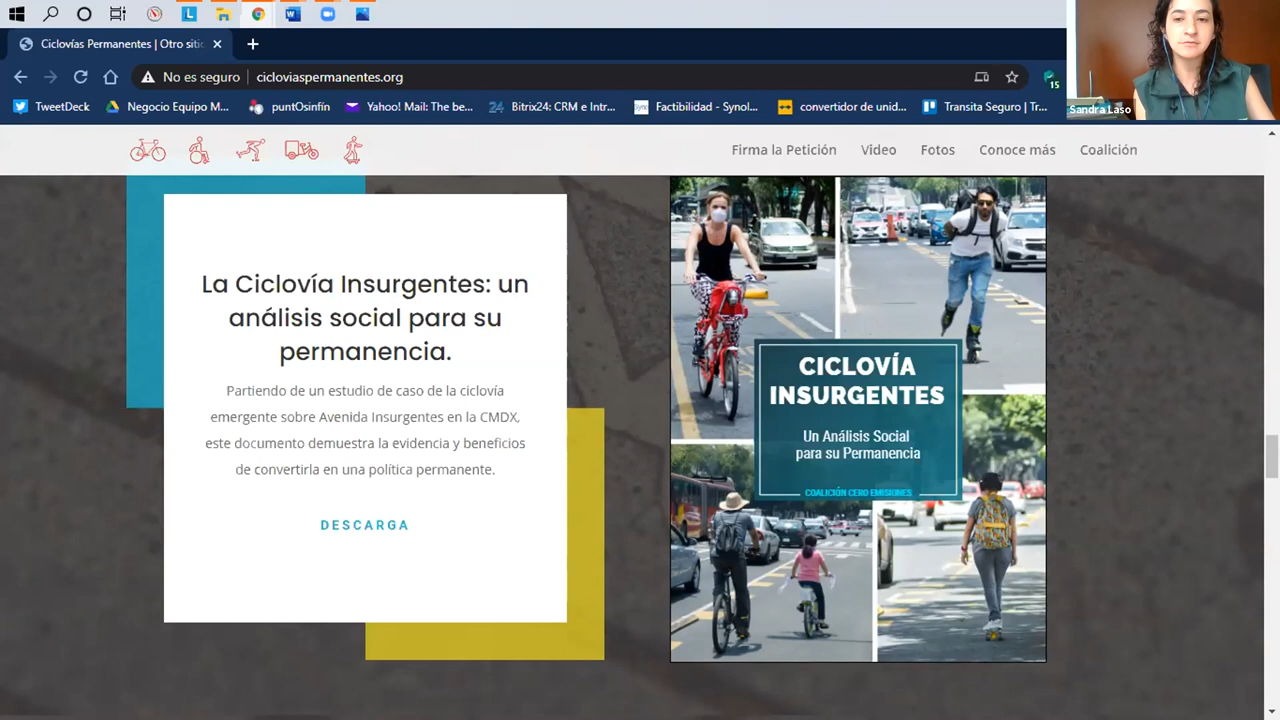 Ciclovías Permanentes | Otro siti
No es seguro
cicloviaspermanentes.org
15
TweetDeck
Negocio Equipo M...
puntOsinfín
Yahoo! Mail: The be...
24 Bitrix24: CRM e Intr...
Factibilidad - Synol...
convertidor de unid...
Transita Seguro | Tr...
Sandra Laso
Firma la Petición
Video
Fotos
Conoce más
Coalición
La Ciclovía Insurgentes: un
análisis social para su
permanencia.
Partiendo de un estudio de caso de la ciclovía
emergente sobre Avenida Insurgentes en la CMDX,
este documento demuestra la evidencia y beneficios
de convertirla en una política permanente.
DESCARGA
CICLOVÍA
INSURGENTES
Un Análisis Social
para su Permanencia
COALICIÓN CERO EMISIONES